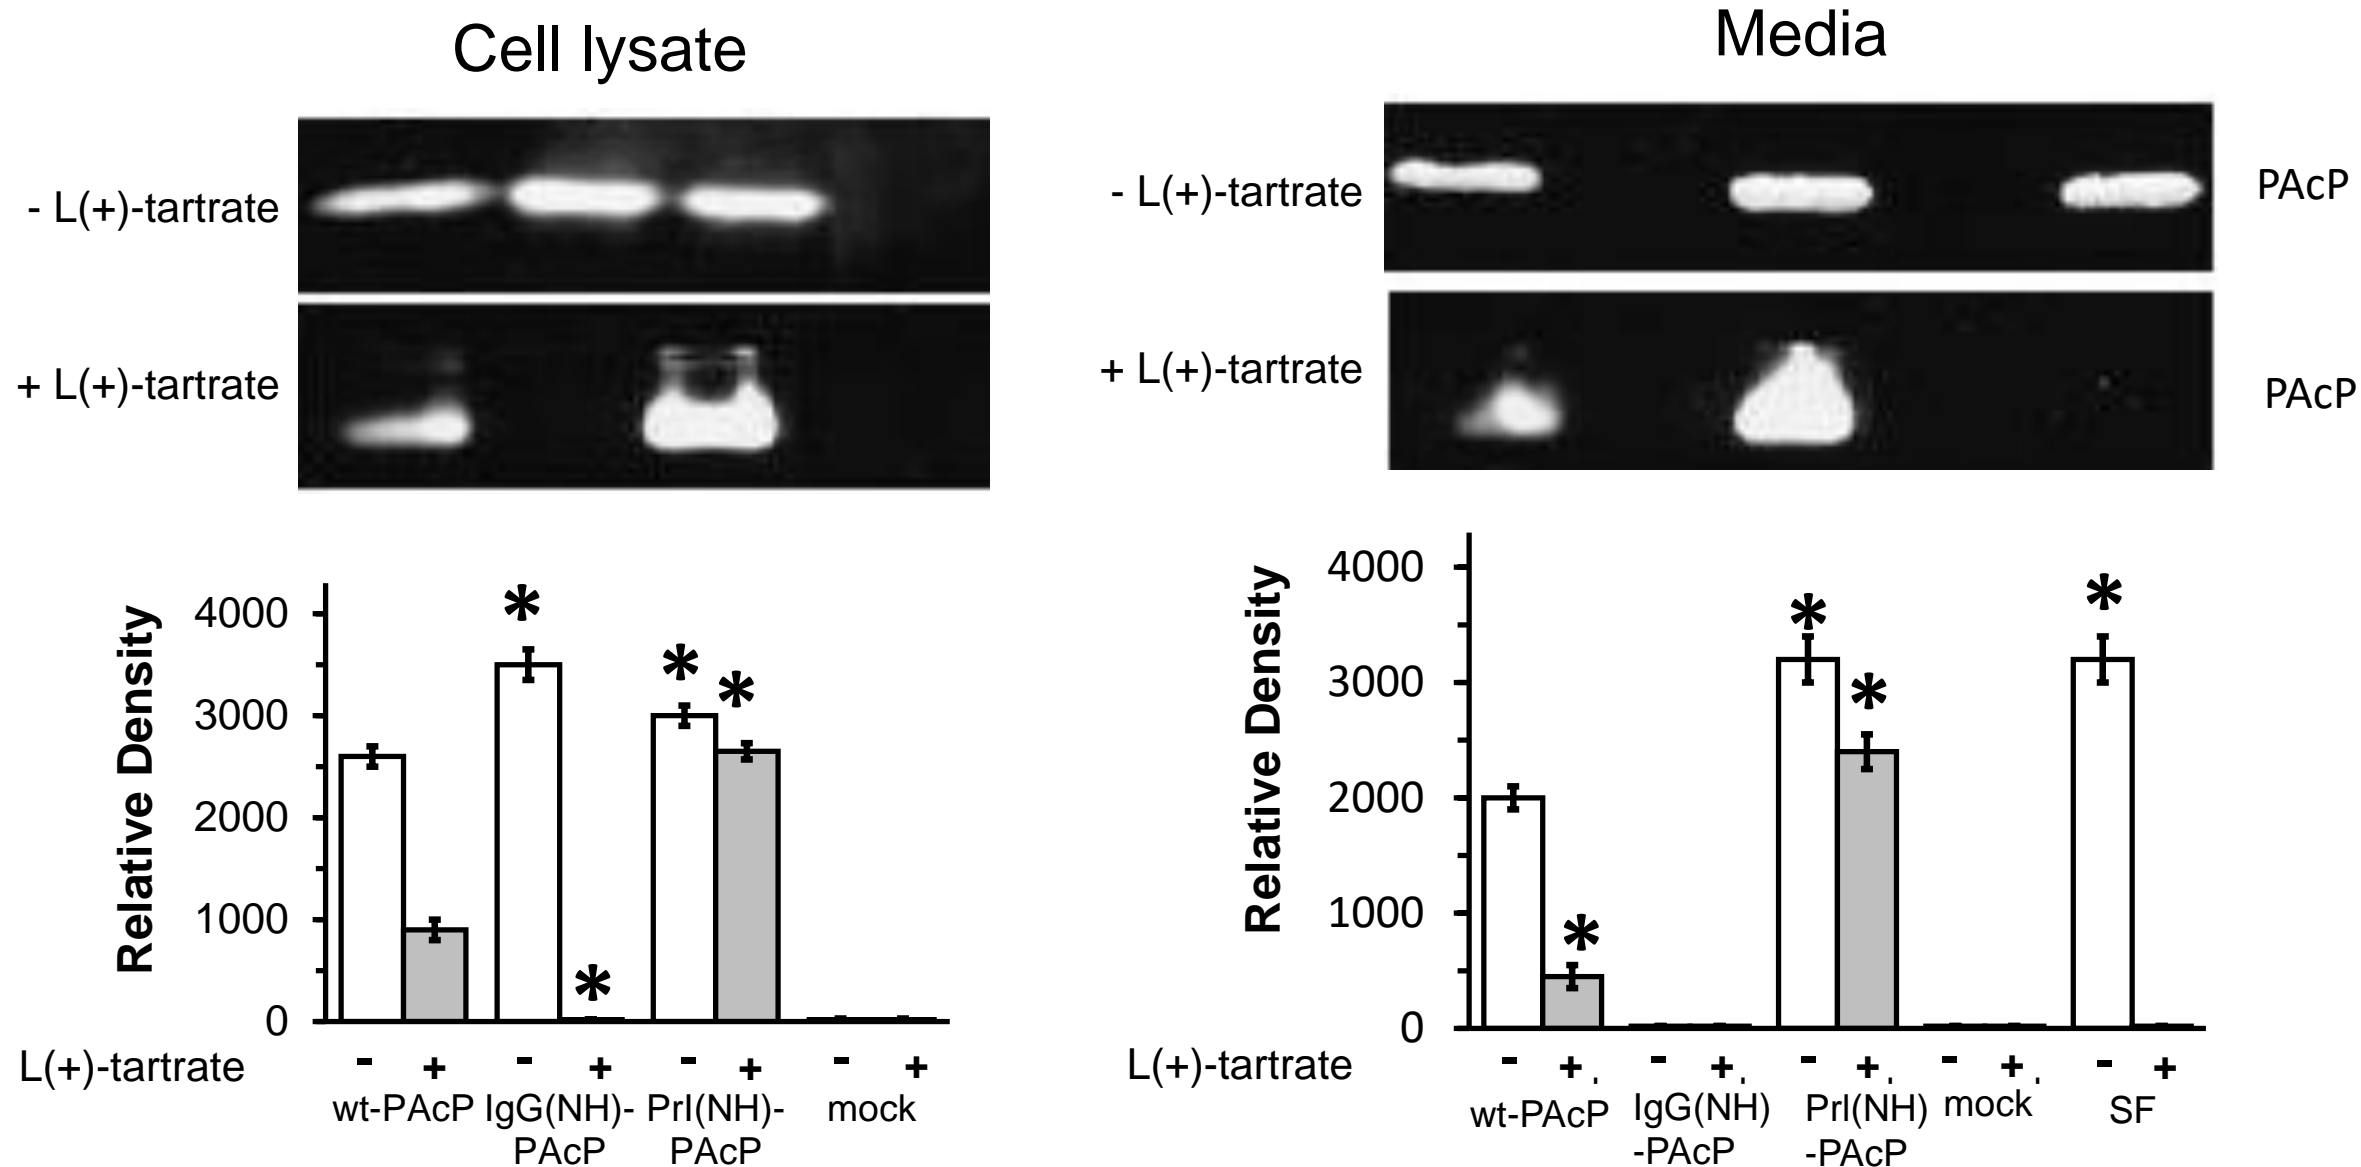 Cell lysate
- L(+)-tartrate
+ L(+)-tartrate
Relative Density
4000
3000
2000
1000
0
*
*
*
*
L(+)-tartrate
- + - + - + - +
wt-PAcP IgG(NH)- Prl(NH)- mock
PAcP PAcP
Media
- L(+)-tartrate
PAcP
+ L(+)-tartrate
PAcP
Relative Density
4000
3000
2000
1000
0
*
*
*
*
L(+)-tartrate
- + - + - + - + - +
wt-PAcP IgG(NH) Prl(NH) mock SF
-PAcP -PAcP